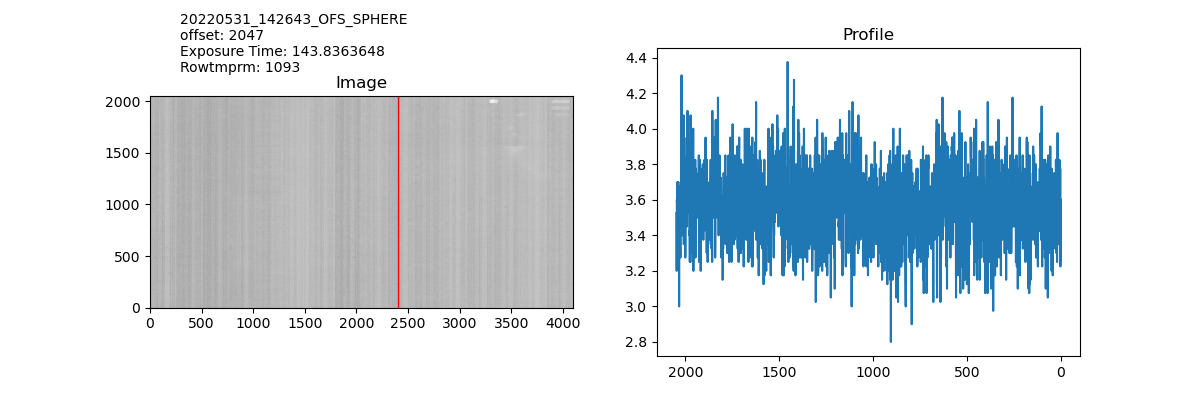 20220531_142643_OFS_SPHERE
offset: 2047
Exposure Time: 143.8363648
Rowtmprm: 1093
Image
2000
1500
1000
500
0
0 500 1000 1500 2000 2500 3000 3500 4000
Profile
4.4
4.2
4.0
3.8
3.6
3.4
3.2
3.0
2.8
2000 1500 1000 500 0